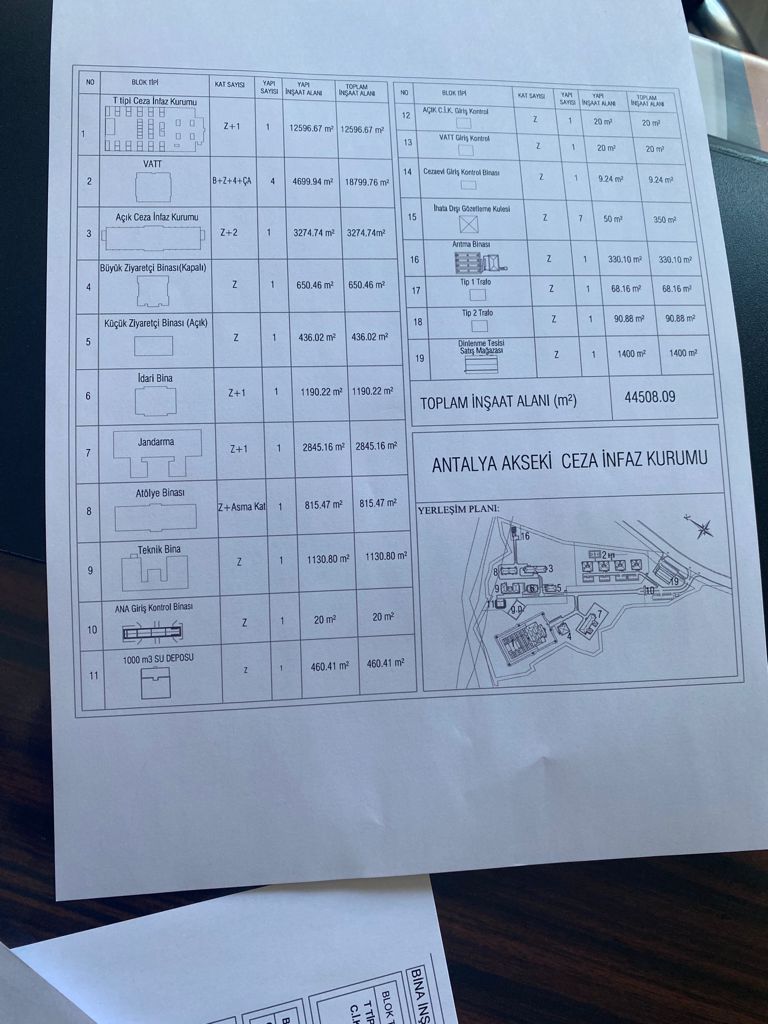 NO BLOK TİPİ KAT SAYISI YAPI SAYISI YAPI İNŞAAT ALANI TOPLAM İNŞAAT ALANI
1 T tipi Ceza İnfaz Kurumu Z+1 1 12596.67 m² 12596.67 m²
2 VATT B+Z+4+ÇA 4 4699.94 m² 18799.76 m²
3 Açık Ceza İnfaz Kurumu Z+2 1 3274.74 m² 3274.74m²
4 Büyük Ziyaretçi Binası(Kapalı) Z 1 650.46 m² 650.46 m²
5 Küçük Ziyaretçi Binası (Açık) Z 1 436.02 m² 436.02 m²
6 İdari Bina Z+1 1 1190.22 m² 1190.22 m²
7 Jandarma Z+1 1 2845.16 m² 2845.16 m²
8 Atölye Binası Z+Asma Kat 1 815.47 m² 815.47 m²
9 Teknik Bina Z 1 1130.80 m² 1130.80 m²
10 ANA Giriş Kontrol Binası Z 1 20 m² 20 m²
11 1000 m3 SU DEPOSU Z 1 460.41 m² 460.41 m²
NO BLOK TİPİ KAT SAYISI YAPI SAYISI YAPI İNŞAAT ALANI TOPLAM İNŞAAT ALANI
12 AÇIK C.İ.K. Giriş Kontrol Z 1 20 m² 20 m²
13 VATT Giriş Kontrol Z 1 20 m² 20 m²
14 Cezaevi Giriş Kontrol Binası Z 1 9.24 m² 9.24 m²
15 İhata Dışı Gözetleme Kulesi Z 7 50 m² 350 m²
16 Arıtma Binası Z 1 330.10 m² 330.10 m²
17 Tip 1 Trafo Z 1 68.16 m² 68.16 m²
18 Tip 2 Trafo Z 1 90.88 m² 90.88 m²
19 Dinlenme Tesisi Satış Mağazası Z 1 1400 m² 1400 m²
TOPLAM İNŞAAT ALANI (m²) 44508.09
ANTALYA AKSEKİ CEZA İNFAZ KURUMU
YERLEŞİM PLANI:
16
2
8 3
19
9 6 5
10
11
7
4
BİNA İNŞ
BLOK T
T TİP
C.İ.K